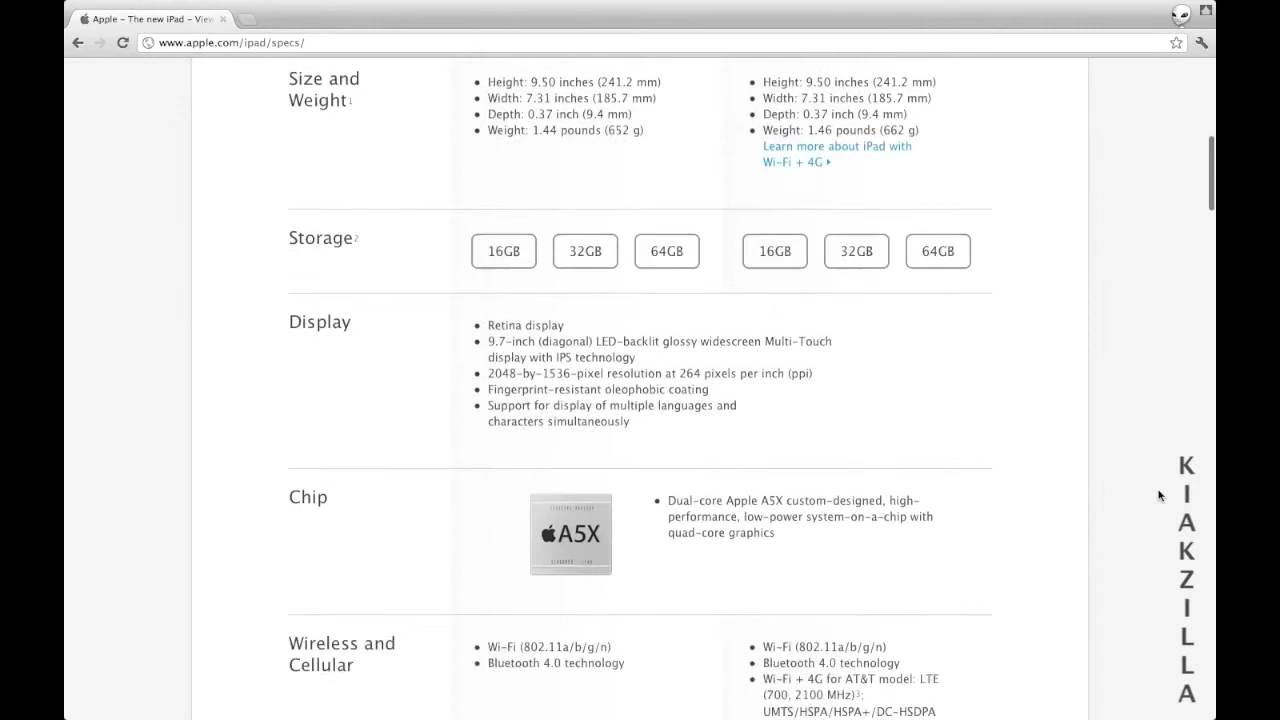 Apple - The new iPad - View
www.apple.com/ipad/specs/
Size and
Weight1
Height: 9.50 inches (241.2 mm)
Width: 7.31 inches (185.7 mm)
Depth: 0.37 inch (9.4 mm)
Weight: 1.44 pounds (652 g)
Height: 9.50 inches (241.2 mm)
Width: 7.31 inches (185.7 mm)
Depth: 0.37 inch (9.4 mm)
Weight: 1.46 pounds (662 g)
Learn more about iPad with
Wi-Fi + 4G
Storage2
16GB 32GB 64GB
16GB 32GB 64GB
Display
Retina display
9.7-inch (diagonal) LED-backlit glossy widescreen Multi-Touch
display with IPS technology
2048-by-1536-pixel resolution at 264 pixels per inch (ppi)
Fingerprint-resistant oleophobic coating
Support for display of multiple languages and
characters simultaneously
Chip
A5X
Dual-core Apple A5X custom-designed, high-
performance, low-power system-on-a-chip with
quad-core graphics
Wireless and
Cellular
Wi-Fi (802.11a/b/g/n)
Bluetooth 4.0 technology
Wi-Fi (802.11a/b/g/n)
Bluetooth 4.0 technology
Wi-Fi + 4G for AT&T model: LTE
(700, 2100 MHz)3;
UMTS/HSPA/HSPA+/DC-HSDPA
KIAKZILLA